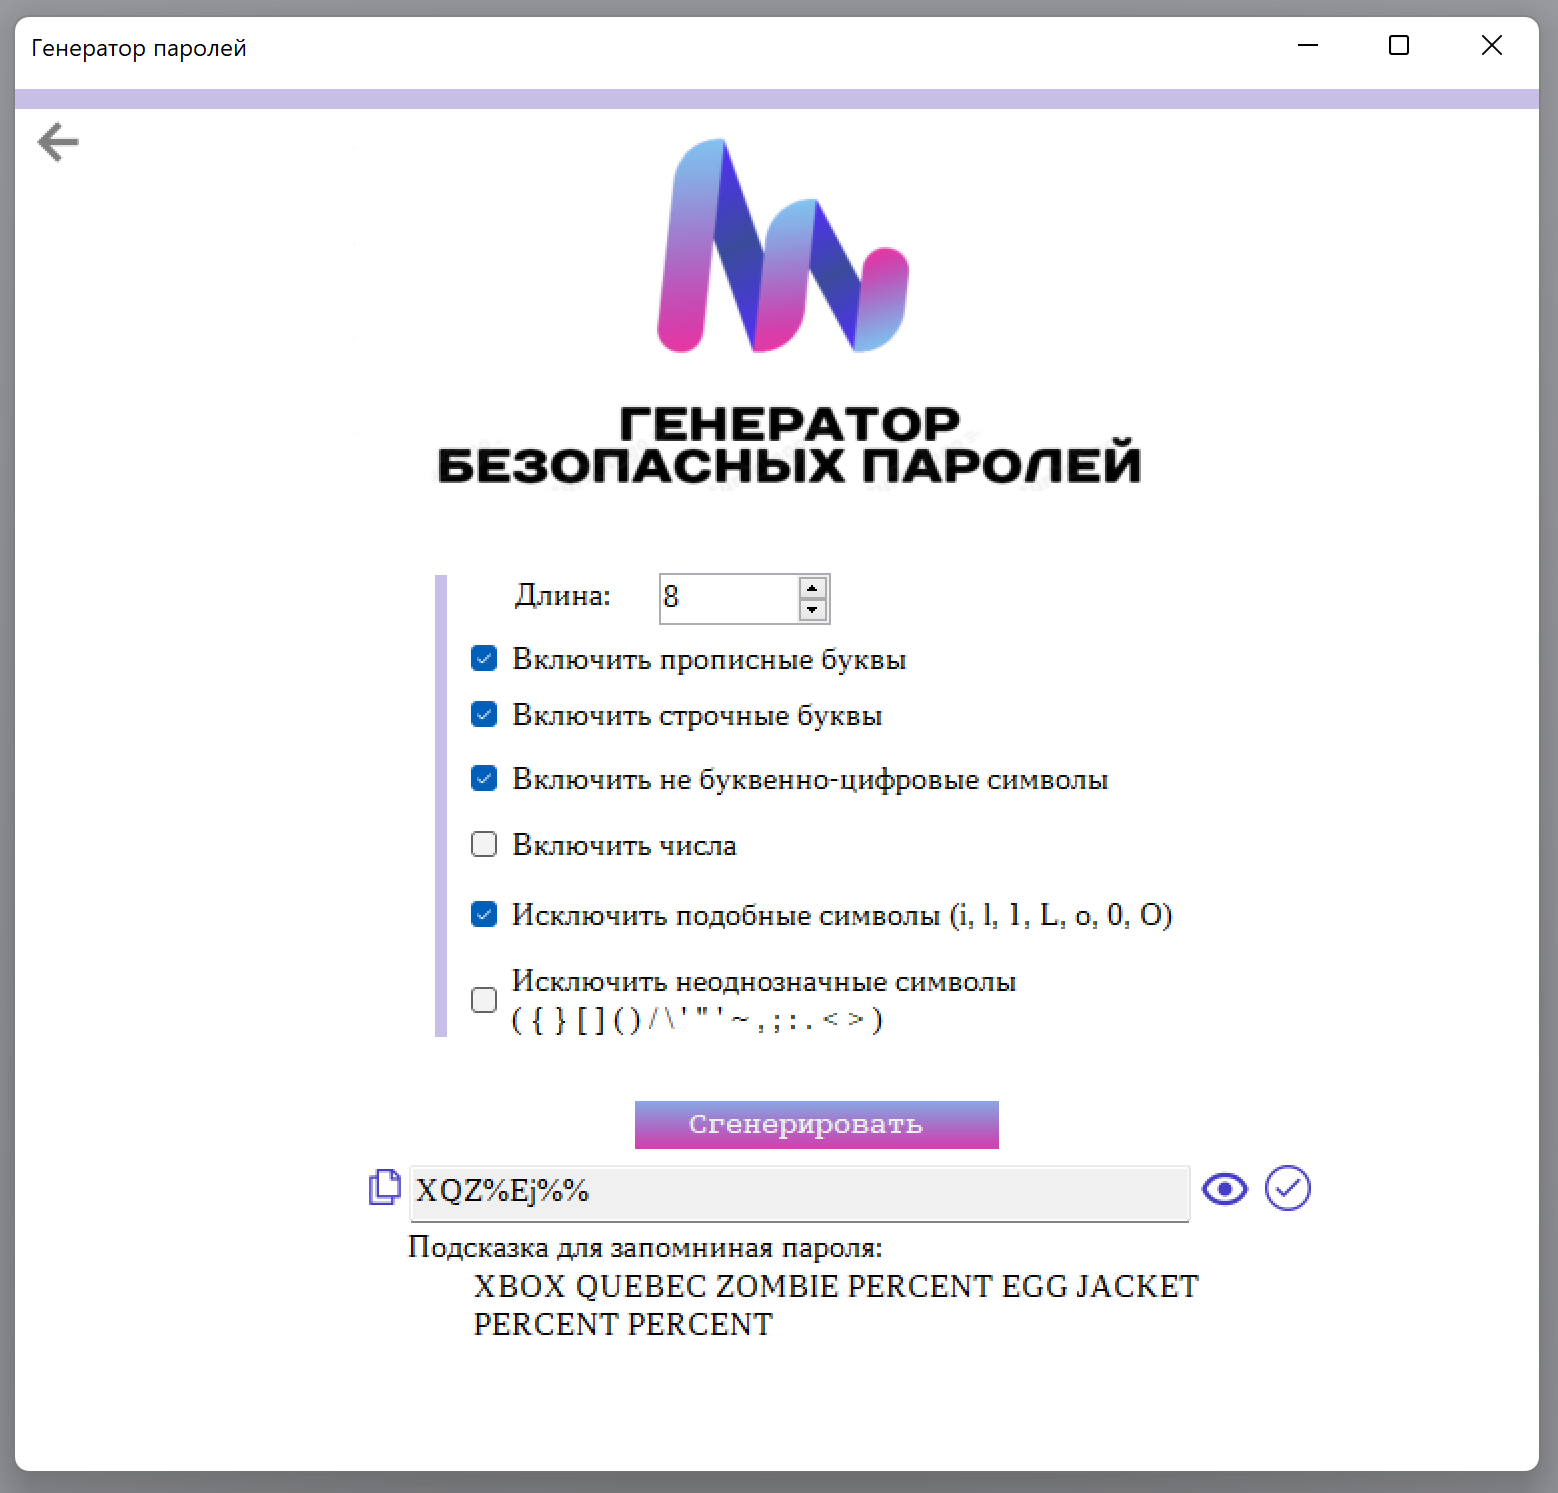 Генератор паролей
ГЕНЕРАТОР
БЕЗОПАСНЫХ ПАРОЛЕЙ
Длина: 8
Включить прописные буквы
Включить строчные буквы
Включить не буквенно-цифровые символы
Включить числа
Исключить подобные символы (i, l, 1, L, o, 0, O)
Исключить неоднозначные символы
( { } [ ] ( ) / \ ' " ' ~ , ; : . < > )
Сгенерировать
XQZ%Ej%%
Подсказка для запомниная пароля:
XBOX QUEBEC ZOMBIE PERCENT EGG JACKET
PERCENT PERCENT